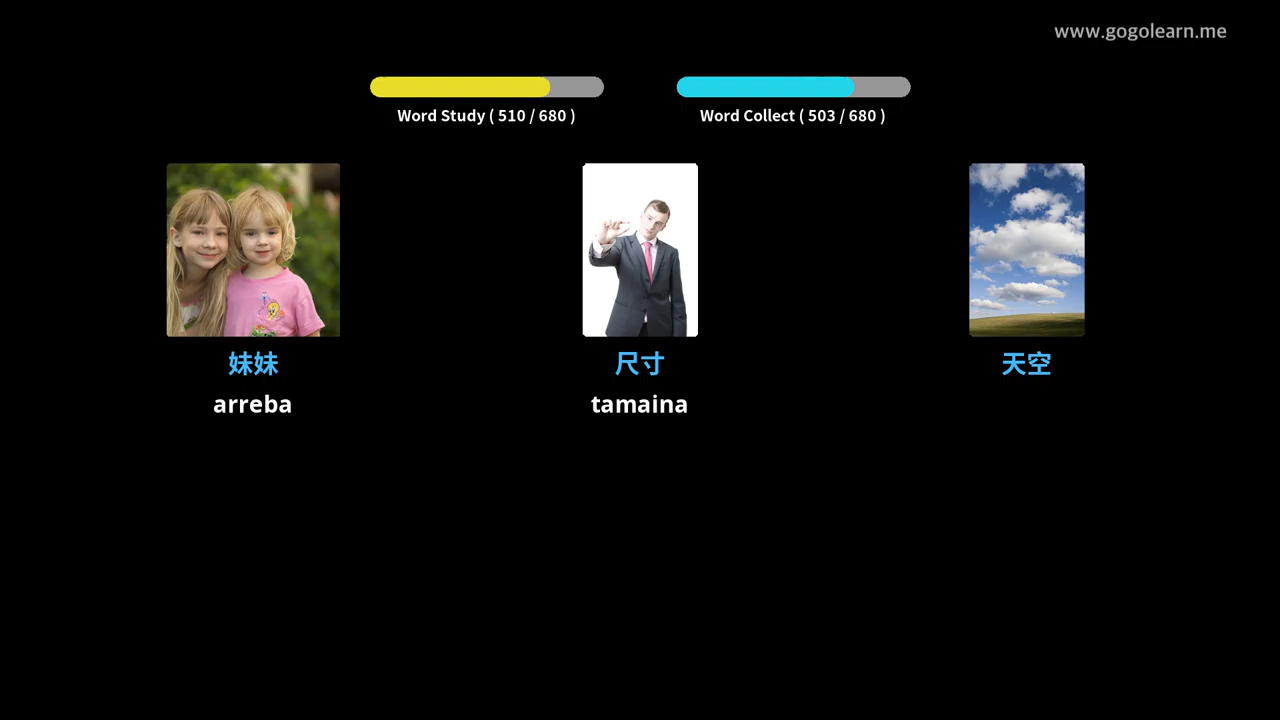 www.gogolearn.me
Word Study ( 510 / 680 )
Word Collect ( 503 / 680 )
妹妹
尺寸
天空
arreba
tamaina